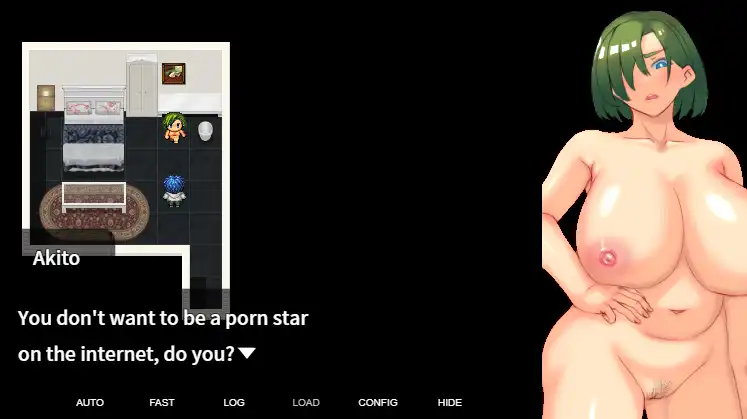 Akito
You don't want to be a porn star
on the internet, do you?
AUTO FAST LOG LOAD CONFIG HIDE